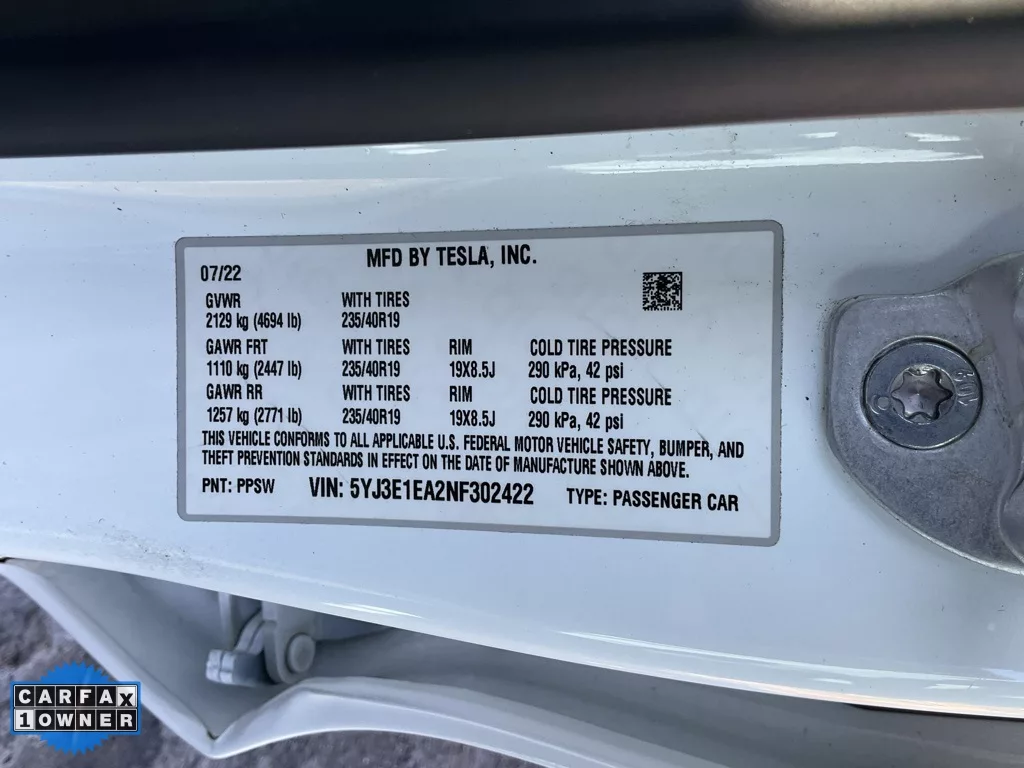 MFD BY TESLA, INC.
07/22
GVWR WITH TIRES
2129 kg (4694 lb) 235/40R19
GAWR FRT WITH TIRES RIM COLD TIRE PRESSURE
1110 kg (2447 lb) 235/40R19 19X8.5J 290 kPa, 42 psi
GAWR RR WITH TIRES RIM COLD TIRE PRESSURE
1257 kg (2771 lb) 235/40R19 19X8.5J 290 kPa, 42 psi
THIS VEHICLE CONFORMS TO ALL APPLICABLE U.S. FEDERAL MOTOR VEHICLE SAFETY, BUMPER, AND
THEFT PREVENTION STANDARDS IN EFFECT ON THE DATE OF MANUFACTURE SHOWN ABOVE.
PNT: PPSW VIN: 5YJ3E1EA2NF302422 TYPE: PASSENGER CAR
CARFAX
1 OWNER